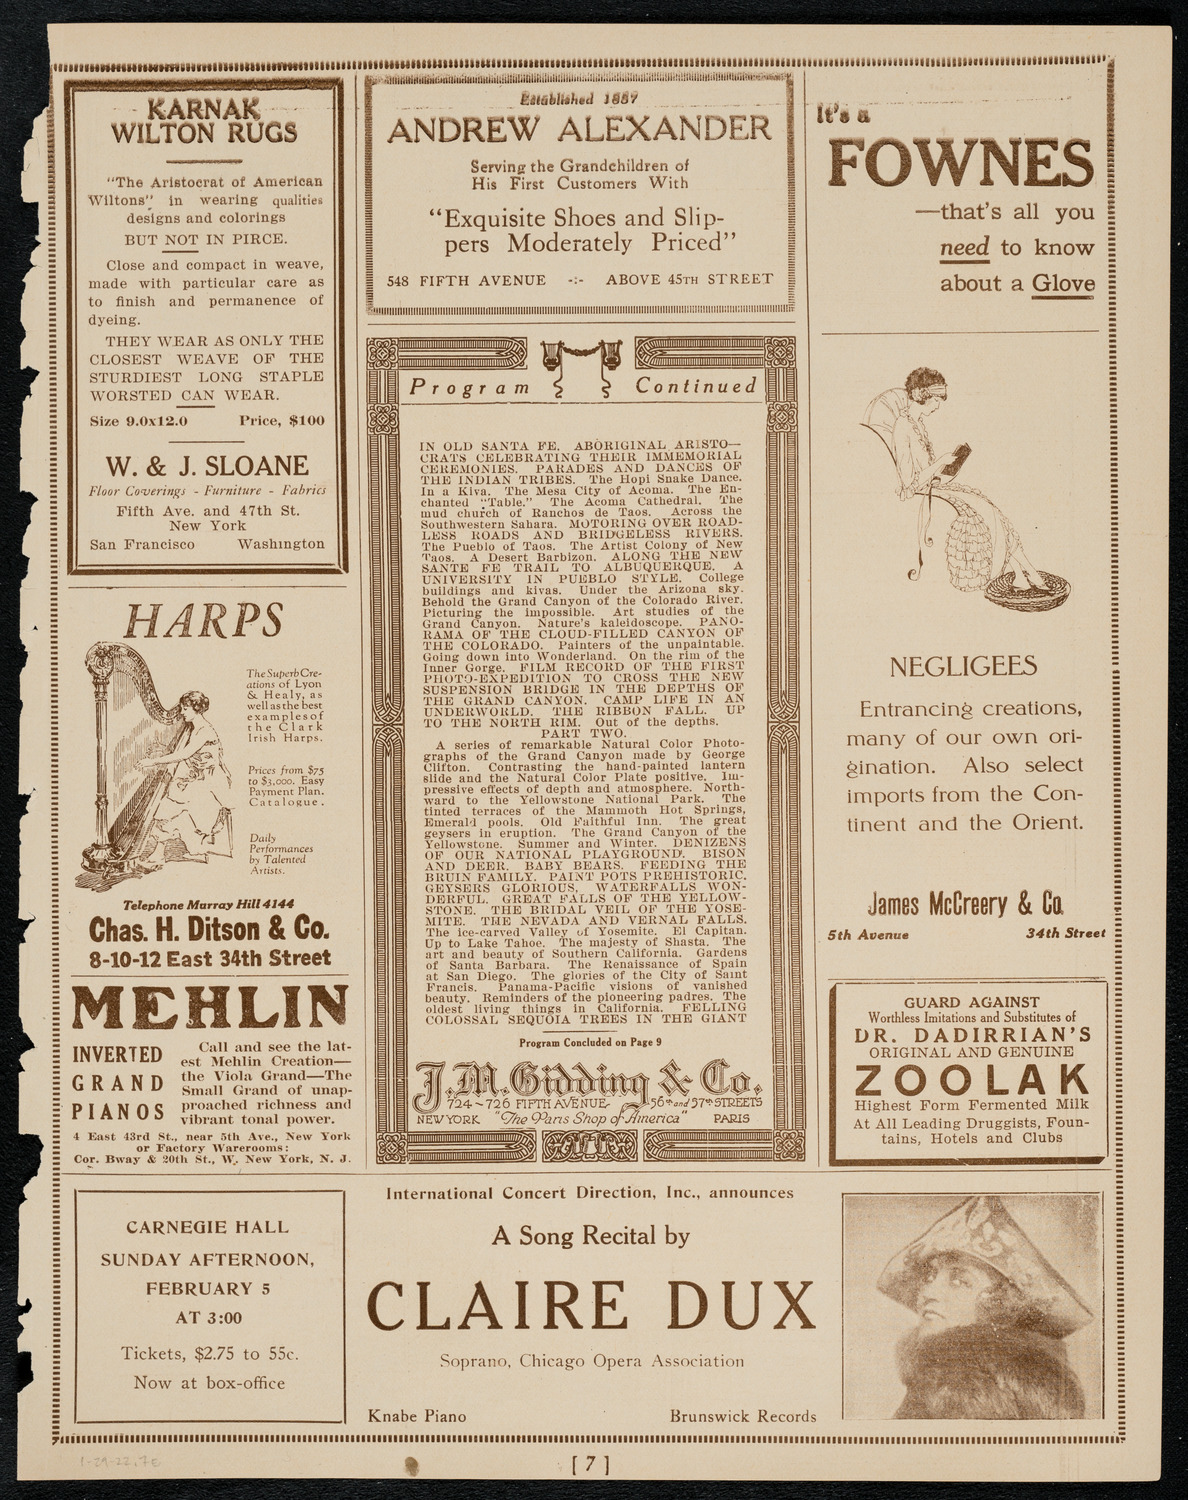 KARNAK
WILTON RUGS
"The Aristocrat of American
Wiltons" in wearing qualities
designs and colorings
BUT NOT IN PIRCE.
Close and compact in weave,
made with particular care as
to finish and permanence of
dyeing.
THEY WEAR AS ONLY THE
CLOSEST WEAVE OF THE
STURDIEST LONG STAPLE
WORSTED CAN WEAR.
Size 9.0x12.0 Price, $100
W. & J. SLOANE
Floor Coverings - Furniture - Fabrics
Fifth Ave. and 47th St.
New York
San Francisco Washington
HARPS
The Superb Cre-
ations of Lyon
& Healy, as
well as the best
examples of
the Clark
Irish Harps.
Prices from $75
to $3,000. Easy
Payment Plan.
Catalogue.
Daily
Performances
by Talented
Artists.
Telephone Murray Hill 4144
Chas. H. Ditson & Co.
8-10-12 East 34th Street
MEHLIN
INVERTED
GRAND
PIANOS
Call and see the lat-
est Mehlin Creation—
the Viola Grand—The
Small Grand of unap-
proached richness and
vibrant tonal power.
4 East 43rd St., near 5th Ave., New York
or Factory Warerooms:
Cor. Bway & 20th St., W. New York, N. J.
Established 1857
ANDREW ALEXANDER
Serving the Grandchildren of
His First Customers With
"Exquisite Shoes and Slip-
pers Moderately Priced"
548 FIFTH AVENUE -:- ABOVE 45TH STREET
Program Continued
IN OLD SANTA FE. ABORIGINAL ARISTO—
CRATS CELEBRATING THEIR IMMEMORIAL
CEREMONIES. PARADES AND DANCES OF
THE INDIAN TRIBES. The Hopi Snake Dance.
In a Kiva. The Mesa City of Acoma. The En-
chanted "Table." The Acoma Cathedral. The
mud church of Ranchos de Taos. Across the
Southwestern Sahara. MOTORING OVER ROAD-
LESS ROADS AND BRIDGELESS RIVERS.
The Pueblo of Taos. The Artist Colony of New
Taos. A Desert Barbizon. ALONG THE NEW
SANTE FE TRAIL TO ALBUQUERQUE. A
UNIVERSITY IN PUEBLO STYLE. College
buildings and kivas. Under the Arizona sky.
Behold the Grand Canyon of the Colorado River.
Picturing the impossible. Art studies of the
Grand Canyon. Nature's kaleidoscope. PANO-
RAMA OF THE CLOUD-FILLED CANYON OF
THE COLORADO. Painters of the unpaintable.
Going down into Wonderland. On the rim of the
Inner Gorge. FILM RECORD OF THE FIRST
PHOTO-EXPEDITION TO CROSS THE NEW
SUSPENSION BRIDGE IN THE DEPTHS OF
THE GRAND CANYON. CAMP LIFE IN AN
UNDERWORLD. THE RIBBON FALL. UP
TO THE NORTH RIM. Out of the depths.
PART TWO.
A series of remarkable Natural Color Photo-
graphs of the Grand Canyon made by George
Clifton. Contrasting the hand-painted lantern
slide and the Natural Color Plate positive. Im-
pressive effects of depth and atmosphere. North-
ward to the Yellowstone National Park. The
tinted terraces of the Mammoth Hot Springs.
Emerald pools. Old Faithful Inn. The great
geysers in eruption. The Grand Canyon of the
Yellowstone. Summer and Winter. DENIZENS
OF OUR NATIONAL PLAYGROUND. BISON
AND DEER. BABY BEARS. FEEDING THE
BRUIN FAMILY. PAINT POTS PREHISTORIC.
GEYSERS GLORIOUS, WATERFALLS WON-
DERFUL. GREAT FALLS OF THE YELLOW-
STONE. THE BRIDAL VEIL OF THE YOSE-
MITE. THE NEVADA AND VERNAL FALLS.
The ice-carved Valley of Yosemite. El Capitan.
Up to Lake Tahoe. The majesty of Shasta. The
art and beauty of Southern California. Gardens
of Santa Barbara. The Renaissance of Spain
at San Diego. The glories of the City of Saint
Francis. Panama-Pacific visions of vanished
beauty. Reminders of the pioneering padres. The
oldest living things in California. FELLING
COLOSSAL SEQUOIA TREES IN THE GIANT
Program Concluded on Page 9
J. M. Gidding & Co.
724-726 FIFTH AVENUE- 56th and 57th STREETS
NEW YORK "The Paris Shop of America" PARIS
It's a
FOWNES
—that's all you
need to know
about a Glove
NEGLIGEES
Entrancing creations,
many of our own ori-
gination. Also select
imports from the Con-
tinent and the Orient.
James McCreery & Co.
5th Avenue 34th Street
GUARD AGAINST
Worthless Imitations and Substitutes of
DR. DADIRRIAN'S
ORIGINAL AND GENUINE
ZOOLAK
Highest Form Fermented Milk
At All Leading Druggists, Foun-
tains, Hotels and Clubs
CARNEGIE HALL
SUNDAY AFTERNOON,
FEBRUARY 5
AT 3:00
Tickets, $2.75 to 55c.
Now at box-office
International Concert Direction, Inc., announces
A Song Recital by
CLAIRE DUX
Soprano, Chicago Opera Association
Knabe Piano Brunswick Records
1-29-22,7E
[ 7 ]